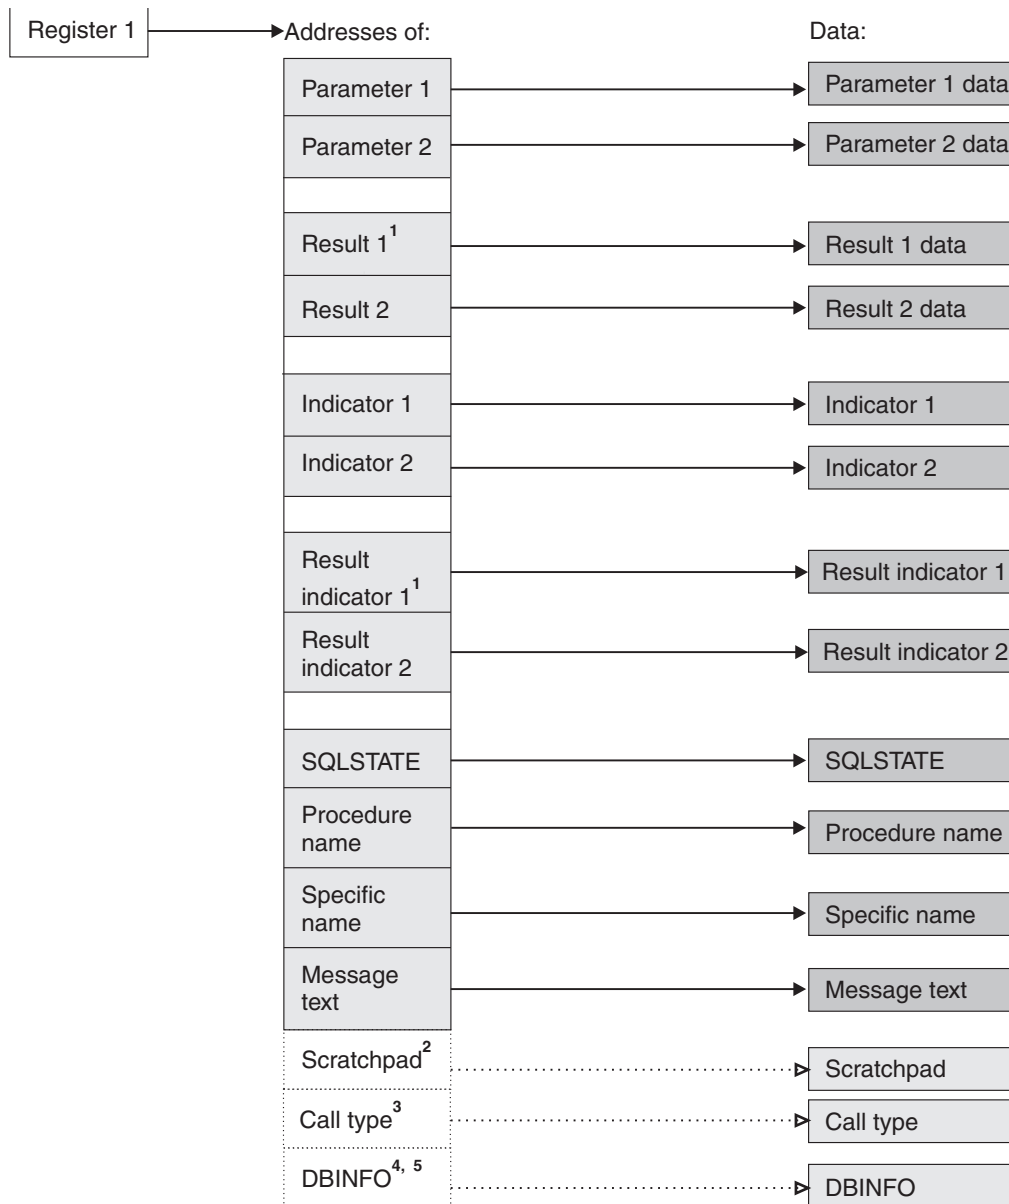 Register 1
Addresses of:
Data:
Parameter 1
Parameter 1 data
Parameter 2
Parameter 2 data
Result 1¹
Result 1 data
Result 2
Result 2 data
Indicator 1
Indicator 1
Indicator 2
Indicator 2
Result
indicator 1¹
Result indicator 1
Result
indicator 2
Result indicator 2
SQLSTATE
SQLSTATE
Procedure
name
Procedure name
Specific
name
Specific name
Message
text
Message text
Scratchpad²
Scratchpad
Call type³
Call type
DBINFO⁴, ⁵
DBINFO